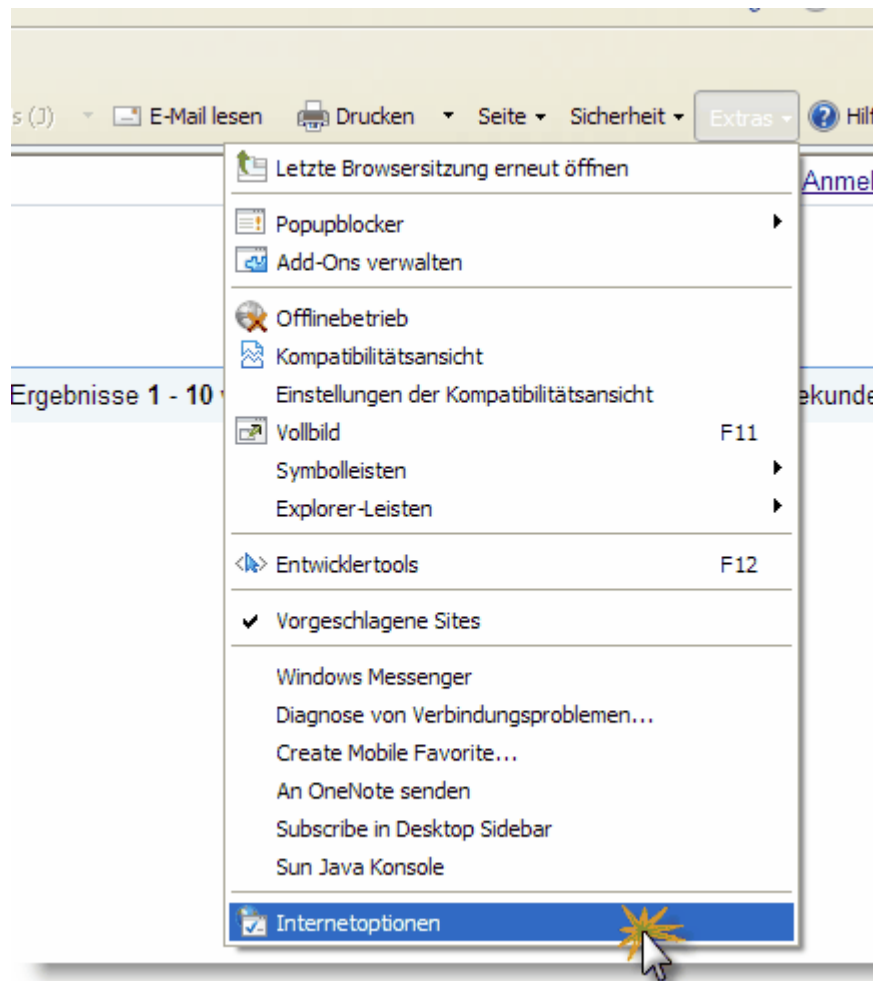 s (J) E-Mail lesen Drucken Seite Sicherheit Extras Hilf
Letzte Browsersitzung erneut öffnen
Anmel
Popupblocker
Add-Ons verwalten
Offlinebetrieb
Kompatibilitätsansicht
Ergebnisse 1 - 10
Einstellungen der Kompatibilitätsansicht
ekunde
Vollbild F11
Symbolleisten
Explorer-Leisten
Entwicklertools F12
Vorgeschlagene Sites
Windows Messenger
Diagnose von Verbindungsproblemen...
Create Mobile Favorite...
An OneNote senden
Subscribe in Desktop Sidebar
Sun Java Konsole
Internetoptionen